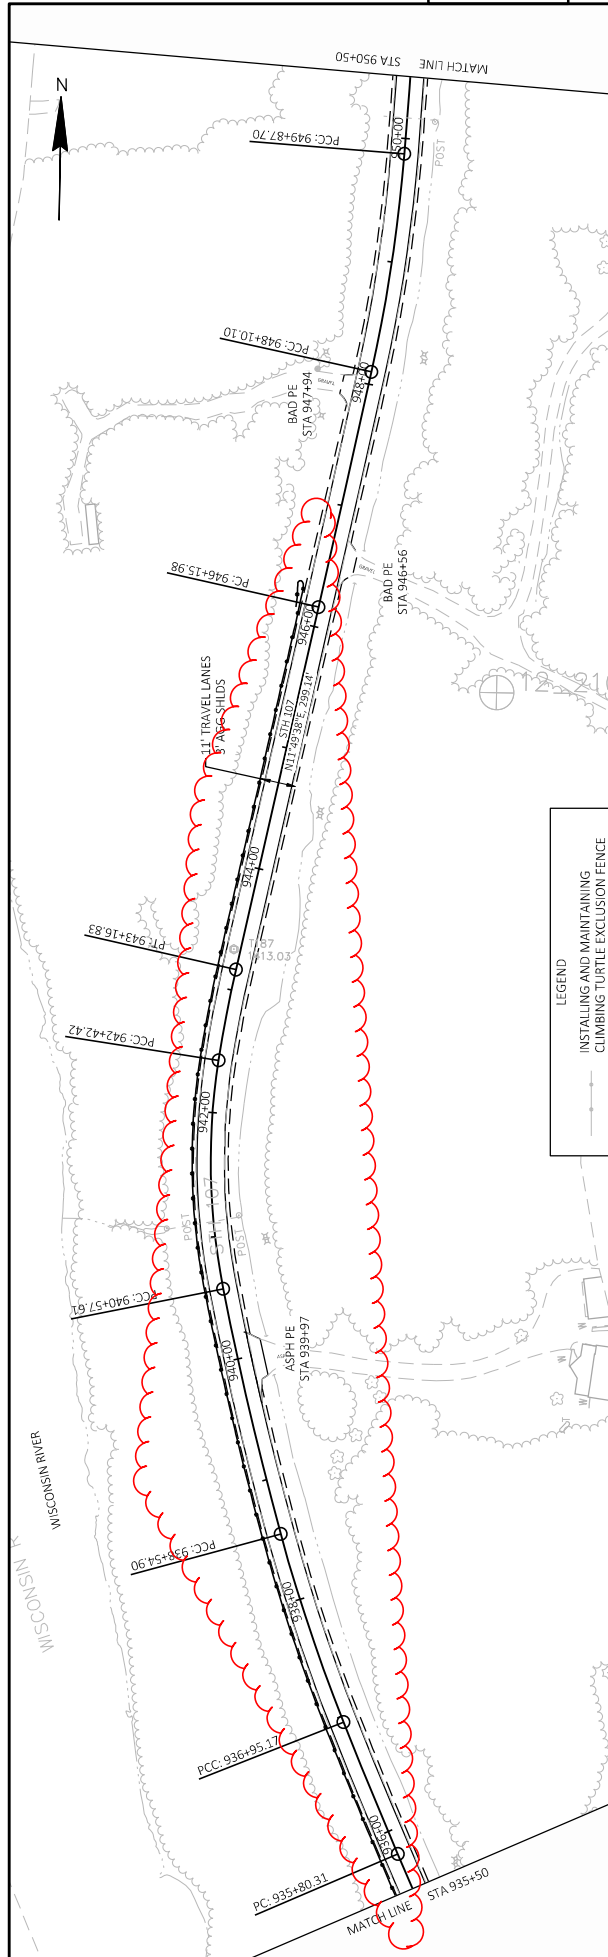 MATCH LINE STA 950+50
N
PCC: 949+87.70
950+00
POST
PCC: 948+10.10
948+00
BAD PE
STA 947+94
GRAVEL
PC: 946+15.98
946+00
GRAVEL
BAD PE
STA 946+56
11' TRAVEL LANES
3' AGG SHLDS
STH 107
N11°49'38"E, 299.14'
944+00
PT: 943+16.83
PCC: 942+42.42
942+00
STH 107
POST
POST
PCC: 940+57.61
940+00
ASPH PE
STA 939+97
WISCONSIN RIVER
WISCONSIN R
PCC: 938+54.90
938+00
PCC: 936+95.17
936+00
PC: 935+80.31
MATCH LINE STA 935+50
LEGEND
INSTALLING AND MAINTAINING
CLIMBING TURTLE EXCLUSION FENCE
W
W
W